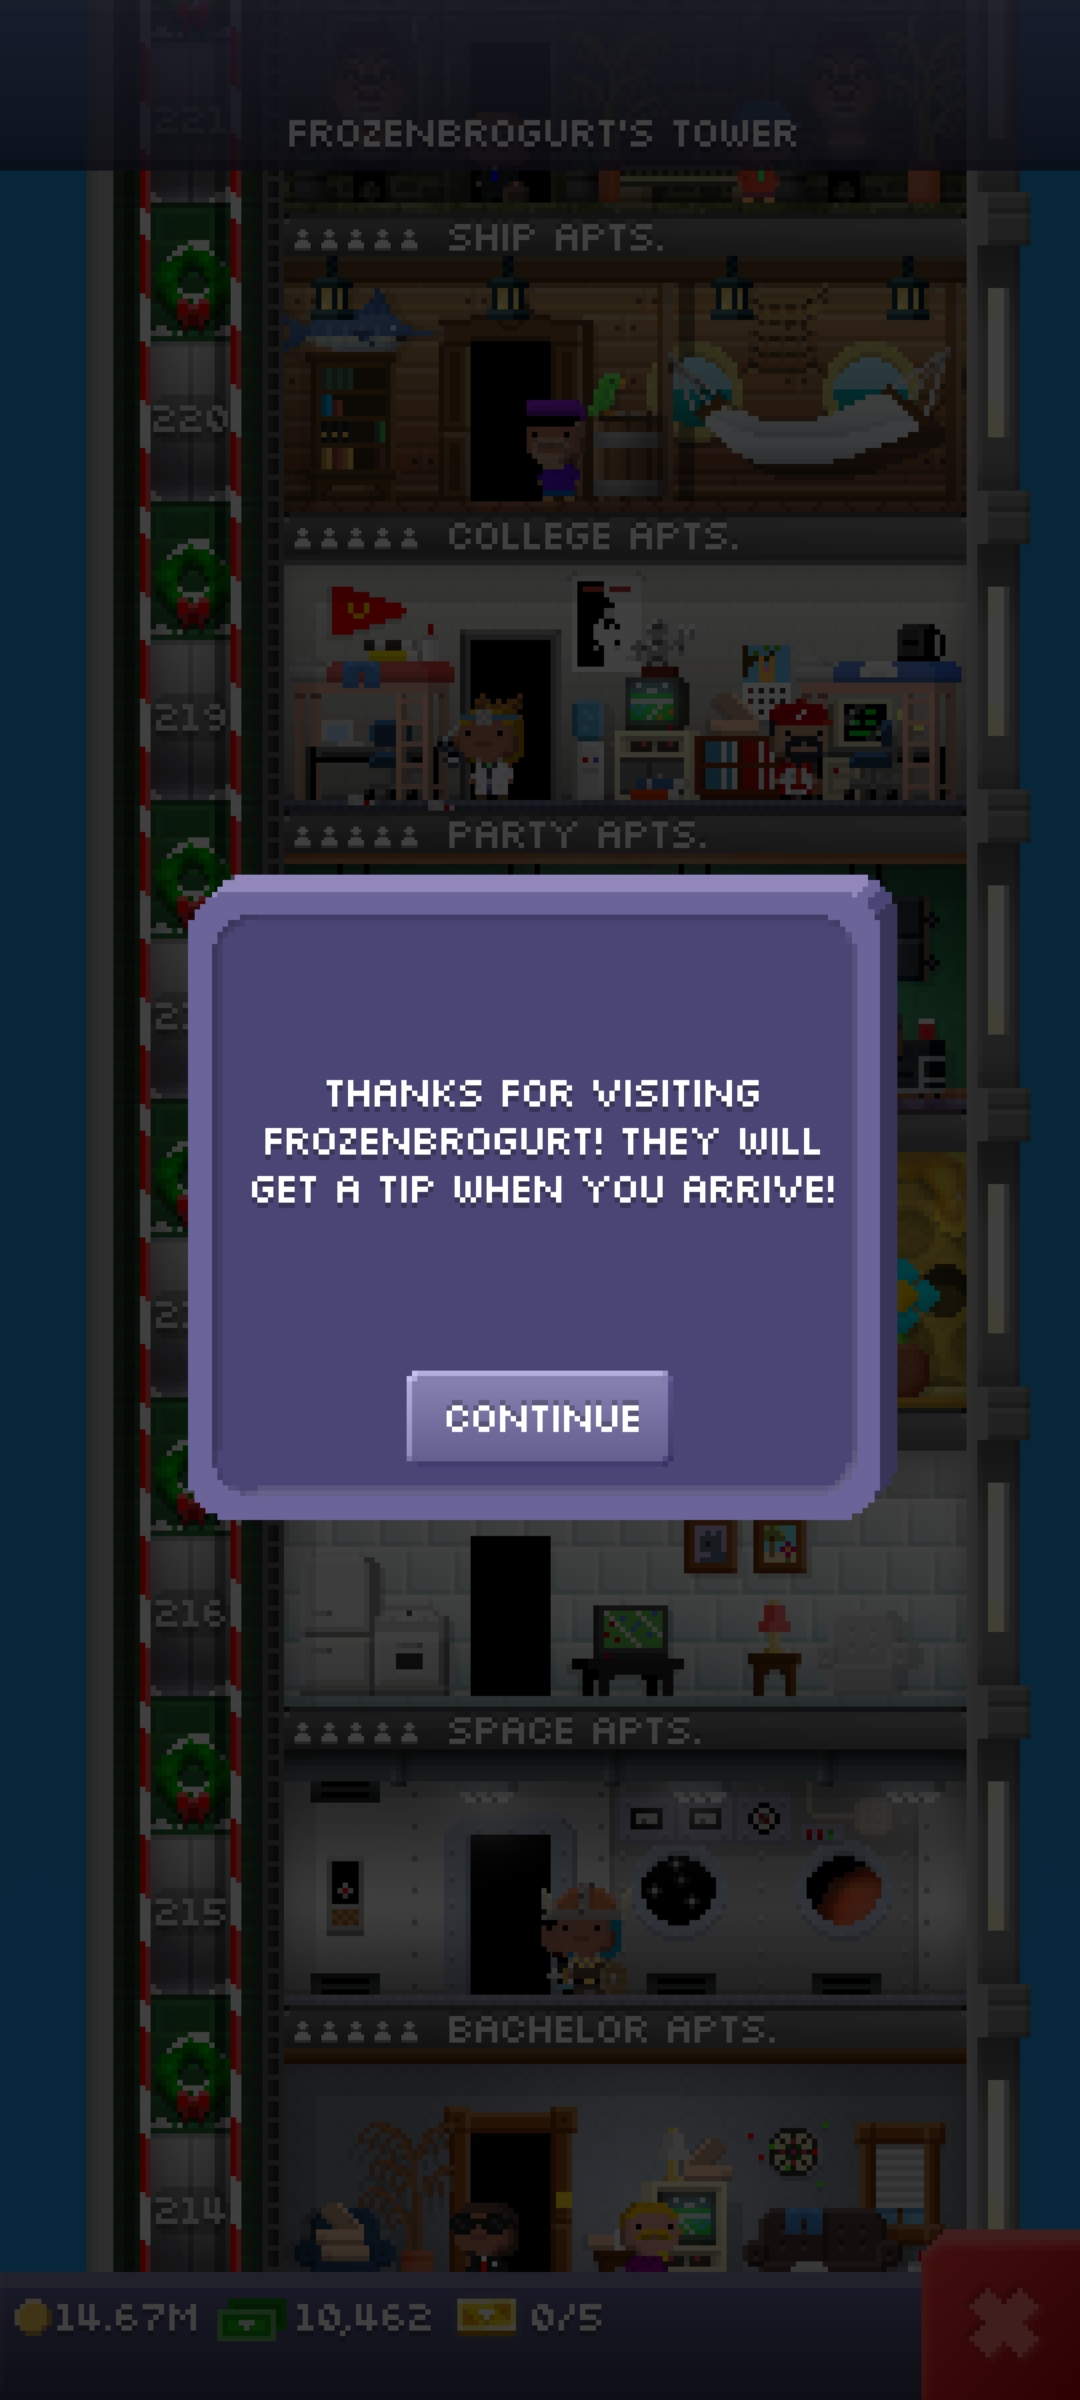 221
FROZENBROGURT'S TOWER
SHIP APTS.
220
COLLEGE APTS.
219
PARTY APTS.
THANKS FOR VISITING
FROZENBROGURT! THEY WILL
GET A TIP WHEN YOU ARRIVE!
CONTINUE
216
SPACE APTS.
215
BACHELOR APTS.
214
14.67M 10,462 0/5